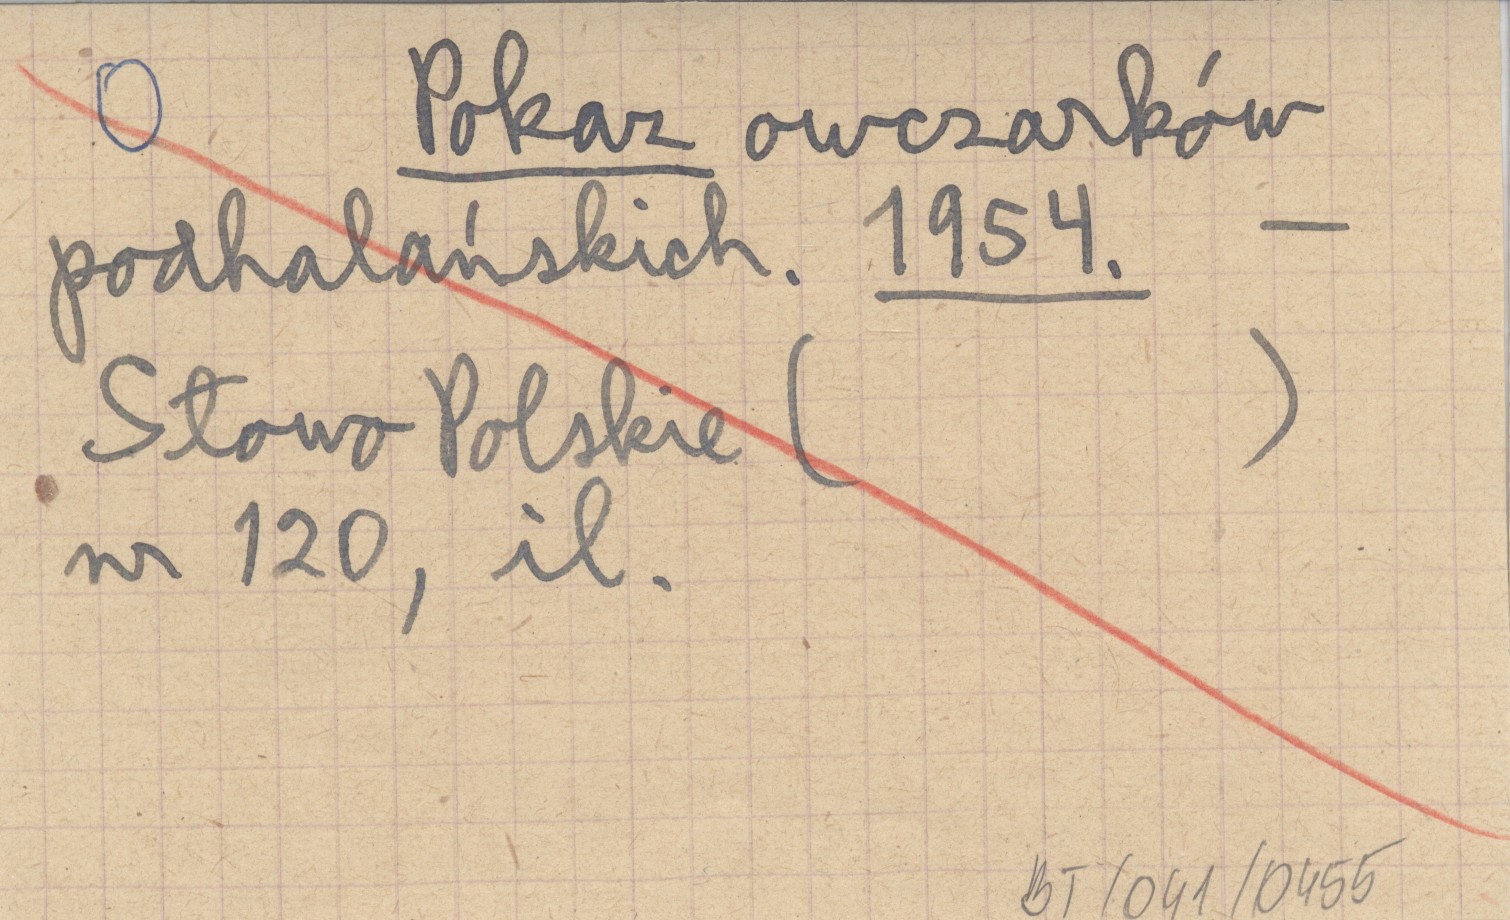 O Pokaz owczarków
podhalańskich. 1954. —
Słowo Polskie ( )
nr 120, il.
BT/041/0455